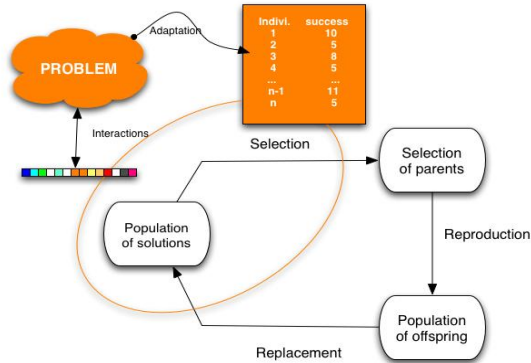 Indivi. success
1 10
2 5
3 8
4 5
... ...
n-1 11
n 5
Adaptation
PROBLEM
Interactions
Selection
Selection
of parents
Population
of solutions
Reproduction
Population
of offspring
Replacement